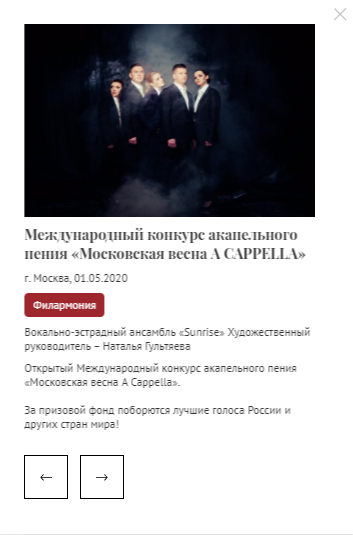 Международный конкурс акапельного
пения «Московская весна A CAPPELLA»
г. Москва, 01.05.2020
Филармония
Вокально-эстрадный ансамбль «Sunrise» Художественный
руководитель – Наталья Гультяева
Открытый Международный конкурс акапельного пения
«Московская весна A Cappella».
За призовой фонд поборются лучшие голоса России и
других стран мира!